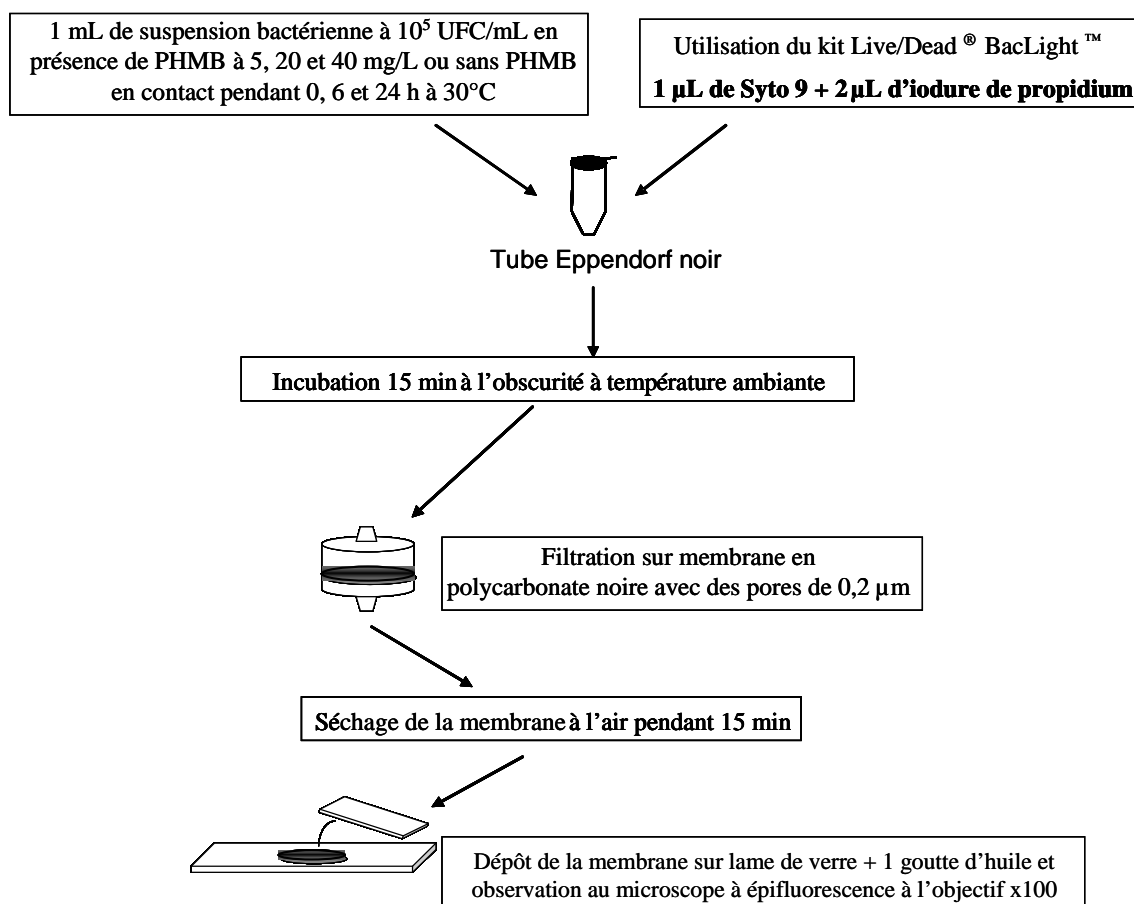 1 mL de suspension bactérienne à 10⁵ UFC/mL en
présence de PHMB à 5, 20 et 40 mg/L ou sans PHMB
en contact pendant 0, 6 et 24 h à 30°C
Utilisation du kit Live/Dead ® BacLight ™
1 µL de Syto 9 + 2 µL d’iodure de propidium
Tube Eppendorf noir
Incubation 15 min à l’obscurité à température ambiante
Filtration sur membrane en
polycarbonate noire avec des pores de 0,2 µm
Séchage de la membrane à l’air pendant 15 min
Dépôt de la membrane sur lame de verre + 1 goutte d’huile et
observation au microscope à épifluorescence à l’objectif x100